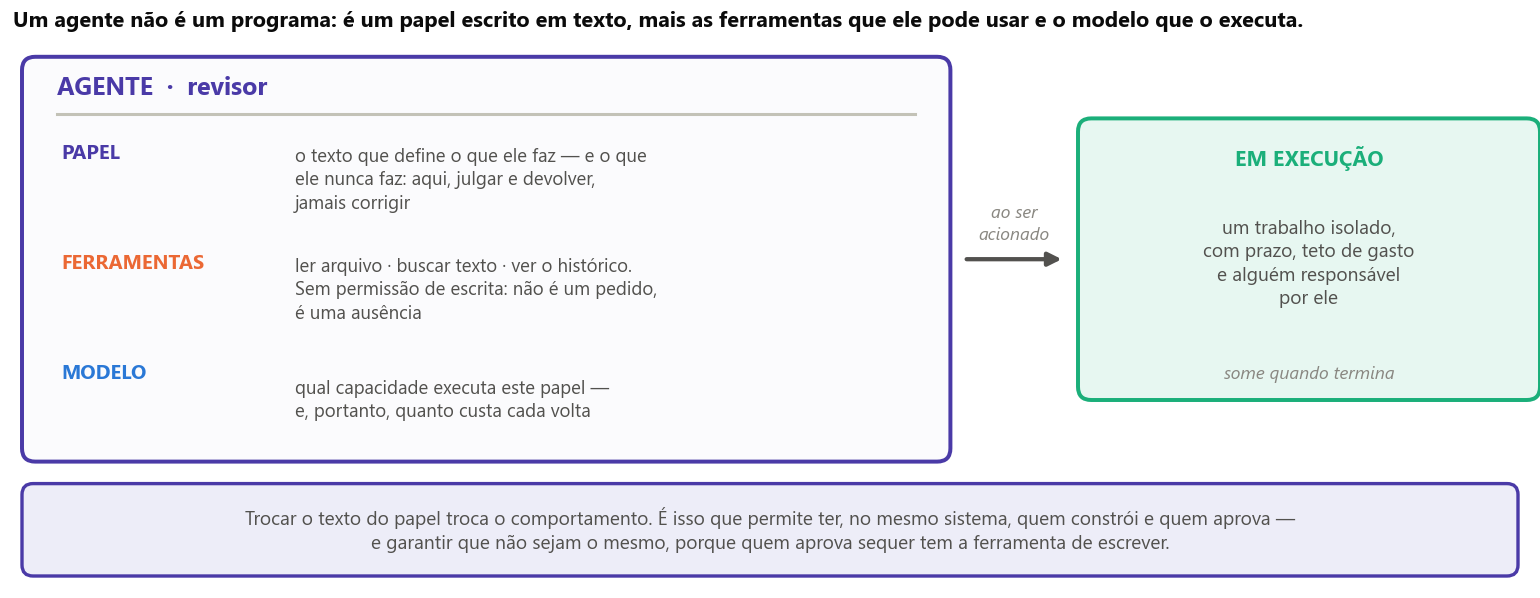 Um agente não é um programa: é um papel escrito em texto, mais as ferramentas que ele pode usar e o modelo que o executa.
AGENTE · revisor
PAPEL
o texto que define o que ele faz — e o que
ele nunca faz: aqui, julgar e devolver,
jamais corrigir
FERRAMENTAS
ler arquivo · buscar texto · ver o histórico.
Sem permissão de escrita: não é um pedido,
é uma ausência
MODELO
qual capacidade executa este papel —
e, portanto, quanto custa cada volta
ao ser
acionado
EM EXECUÇÃO
um trabalho isolado,
com prazo, teto de gasto
e alguém responsável
por ele
some quando termina
Trocar o texto do papel troca o comportamento. É isso que permite ter, no mesmo sistema, quem constrói e quem aprova —
e garantir que não sejam o mesmo, porque quem aprova sequer tem a ferramenta de escrever.